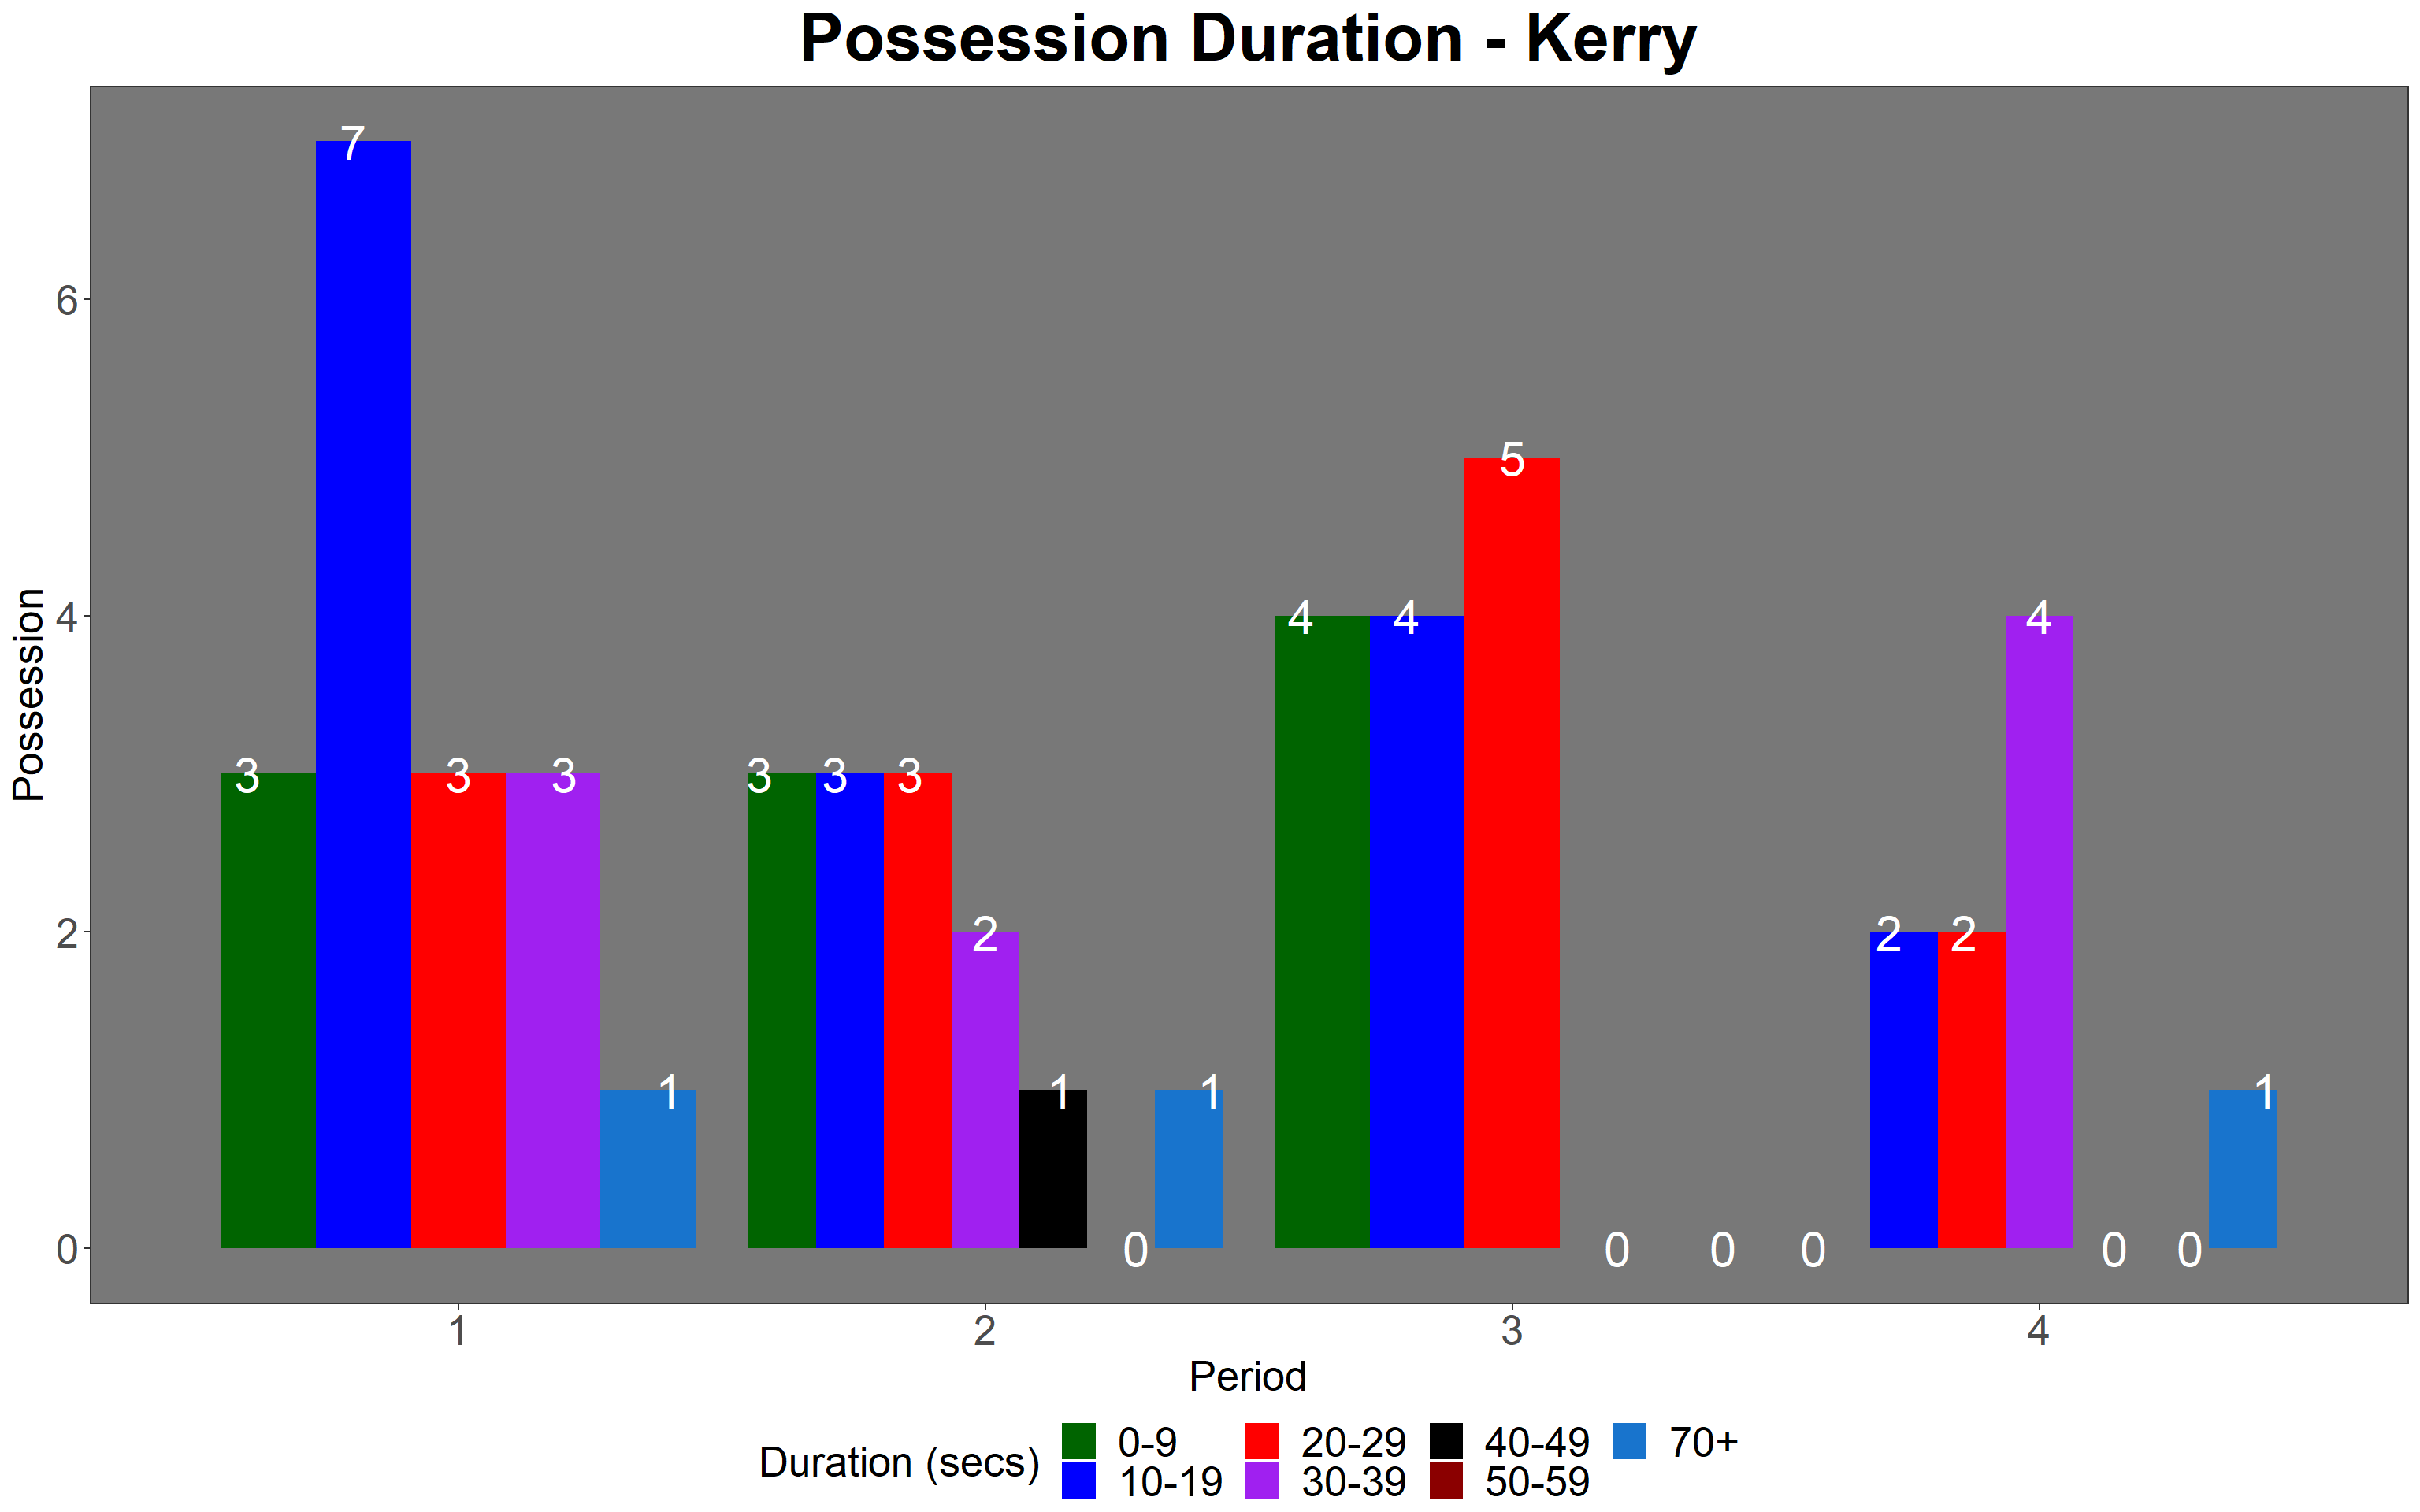 Possession Duration - Kerry
7
6
5
4 4 4 4
3 3 3 3 3 3
2 2 2 2
1 1 1 1
0 0 0 0 0 0 0
Possession
1 2 3 4
Period
Duration (secs) 0-9 20-29 40-49 70+
10-19 30-39 50-59